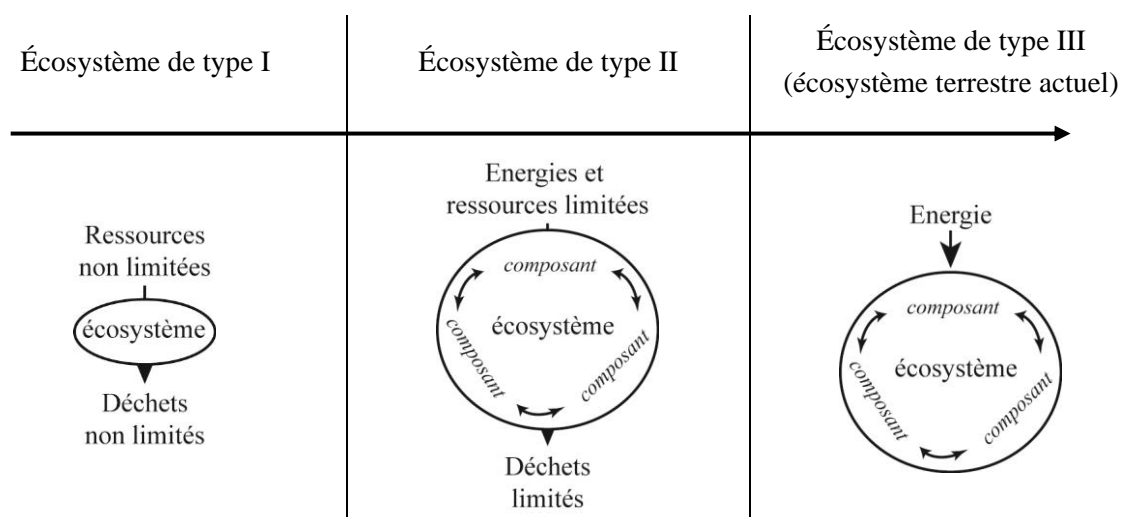 Écosystème de type I
Écosystème de type II
Écosystème de type III
(écosystème terrestre actuel)
Ressources
non limitées
écosystème
Déchets
non limités
Energies et
ressources limitées
composant
composant
écosystème
composant
Déchets
limités
Energie
composant
composant
écosystème
composant